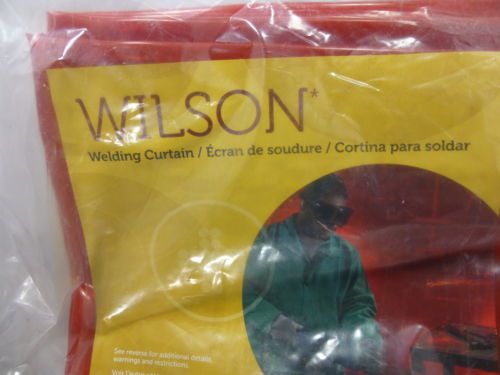 WILSON*
Welding Curtain / Écran de soudure / Cortina para soldar
See reverse for additional details,
warnings and restrictions.